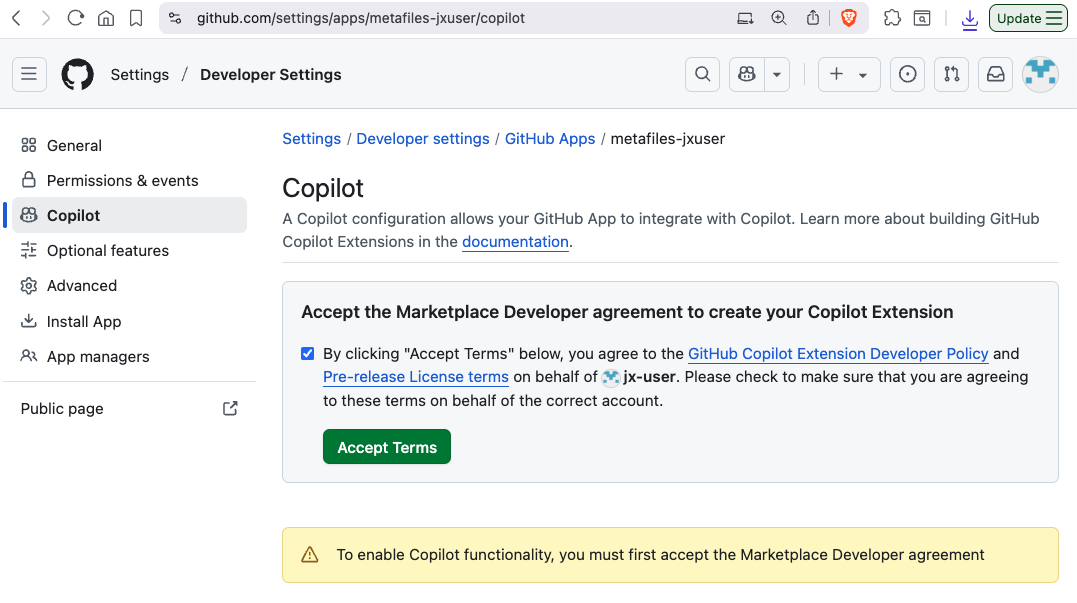 github.com/settings/apps/metafiles-jxuser/copilot
Update
Settings / Developer Settings
General
Permissions & events
Copilot
Optional features
Advanced
Install App
App managers
Public page
Settings / Developer settings / GitHub Apps / metafiles-jxuser
Copilot
A Copilot configuration allows your GitHub App to integrate with Copilot. Learn more about building GitHub
Copilot Extensions in the documentation.
Accept the Marketplace Developer agreement to create your Copilot Extension
By clicking "Accept Terms" below, you agree to the GitHub Copilot Extension Developer Policy and
Pre-release License terms on behalf of jx-user. Please check to make sure that you are agreeing
to these terms on behalf of the correct account.
Accept Terms
To enable Copilot functionality, you must first accept the Marketplace Developer agreement